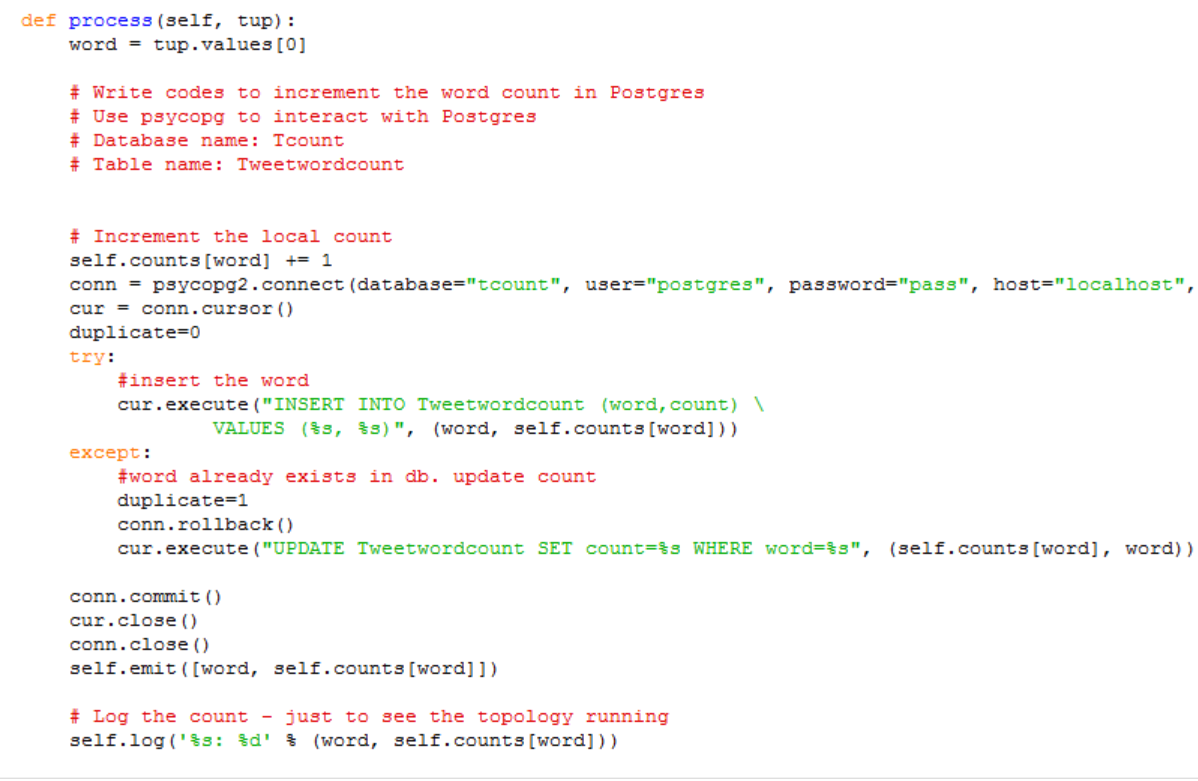 def process(self, tup):
    word = tup.values[0]

    # Write codes to increment the word count in Postgres
    # Use psycopg to interact with Postgres
    # Database name: Tcount
    # Table name: Tweetwordcount


    # Increment the local count
    self.counts[word] += 1
    conn = psycopg2.connect(database="tcount", user="postgres", password="pass", host="localhost",
    cur = conn.cursor()
    duplicate=0
    try:
        #insert the word
        cur.execute("INSERT INTO Tweetwordcount (word,count) \
                VALUES (%s, %s)", (word, self.counts[word]))
    except:
        #word already exists in db. update count
        duplicate=1
        conn.rollback()
        cur.execute("UPDATE Tweetwordcount SET count=%s WHERE word=%s", (self.counts[word], word))

    conn.commit()
    cur.close()
    conn.close()
    self.emit([word, self.counts[word]])

    # Log the count - just to see the topology running
    self.log('%s: %d' % (word, self.counts[word]))